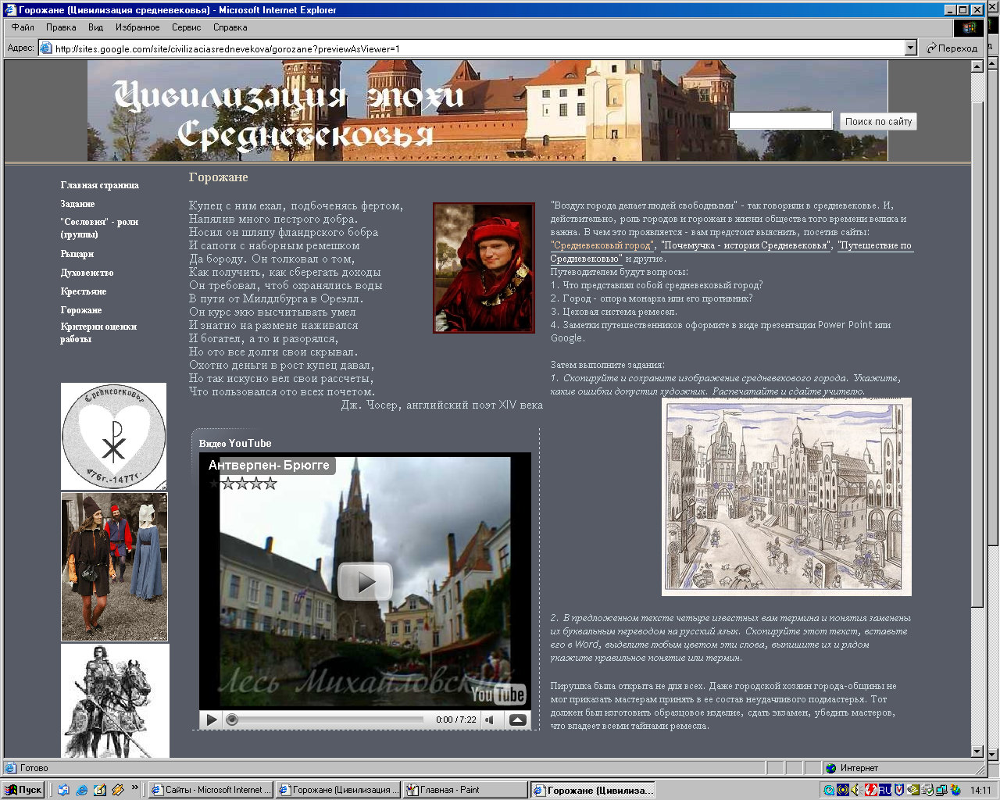 Горожане (Цивилизация средневековья) - Microsoft Internet Explorer
Файл Правка Вид Избранное Сервис Справка
Адрес: http://sites.google.com/site/civilizaciasrednevekova/gorozane?previewAsViewer=1 Переход
Цивилизация эпохи
Средневековья
Поиск по сайту
Главная страница
Задание
"Сословия" - роли
(группы)
Рыцари
Духовенство
Крестьяне
Горожане
Критерии оценки
работы
Средневековье
476г.-1477г.
Горожане
Купец с ним ехал, подбоченясь фертом,
Напялив много пестрого добра.
Носил он шляпу фландрского бобра
И сапоги с наборным ремешком
Да бороду. Он толковал о том,
Как получить, как сберегать доходы
Он требовал, чтоб охранялись воды
В пути от Милдлбурга в Орезлл.
Он курс экю высчитывать умел
И знатно на размене наживался
И богател, а то и разорялся,
Но ото все долги свои скрывал.
Охотно деньги в рост купец давал,
Но так искусно вел свои рассчеты,
Что пользовался ото всех почетом.
Дж. Чосер, английский поэт XIV века
Видео YouTube
Антверпен- Брюгге
Лесь Михайловский
YouTube
0:00 / 7:22
"Воздух города делает людей свободными" - так говорили в средневековье. И,
действительно, роль городов и горожан в жизни общества того времени велика и
важна. В чем это проявляется - вам предстоит выяснить, посетив сайты:
"Средневековый город", "Почемучка - история Средневековья", "Путешествие по
Средневековью" и другие.
Путеводителем будут вопросы:
1. Что представлял собой средневековый город?
2. Город - опора монарха или его противник?
3. Цеховая система ремесел.
4. Заметки путешественников оформите в виде презентации Power Point или
Google.
Затем выполните задания:
1. Скопируйте и сохраните изображение средневекового города. Укажите,
какие ошибки допустил художник. Распечатайте и сдайте учителю.
2. В предложенном тексте четыре известных вам термина и понятия заменены
их буквальным переводом на русский язык. Скопируйте этот текст, вставьте
его в Word, выделите любым цветом эти слова, выпишите их и рядом
укажите правильное понятие или термин.
Пирушка была открыта не для всех. Даже городской хозяин города-общины не
мог приказать мастерам принять в ее состав неудачливого подмастерья. Тот
должен был изготовить образцовое изделие, сдать экзамен, убедить мастеров,
что владеет всеми тайнами ремесла.
Готово Интернет
Пуск Сайты - Microsoft Internet ... Горожане (Цивилизация ... Главная - Paint Горожане (Цивилиза... RU 14:11